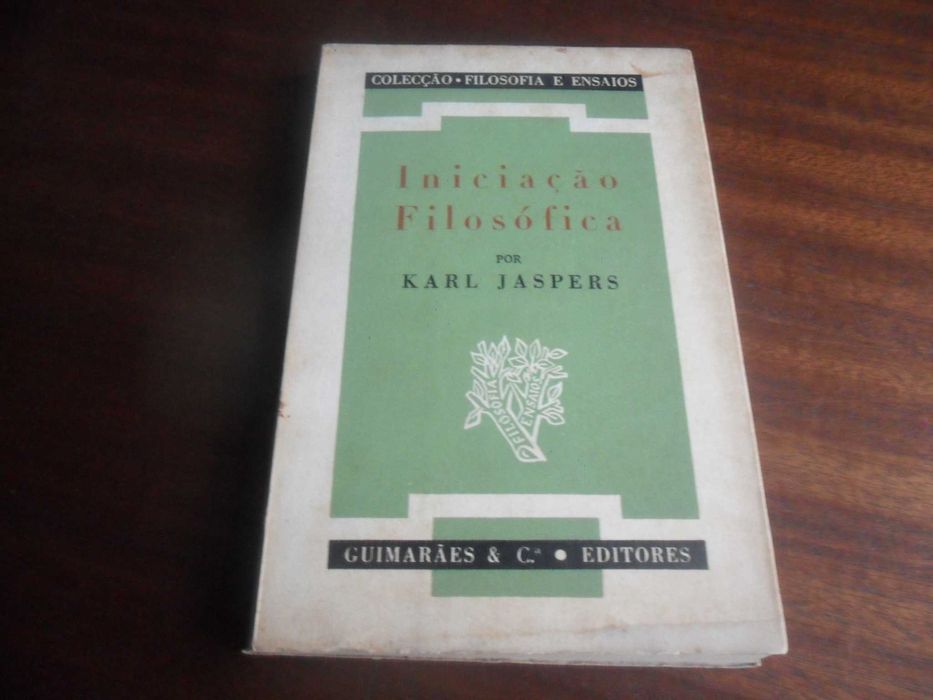 COLECÇÃO • FILOSOFIA E ENSAIOS
Iniciação
Filosófica
POR
KARL JASPERS
FILOSOFIA
ENSAIOS
GUIMARÃES & C.ª • EDITORES